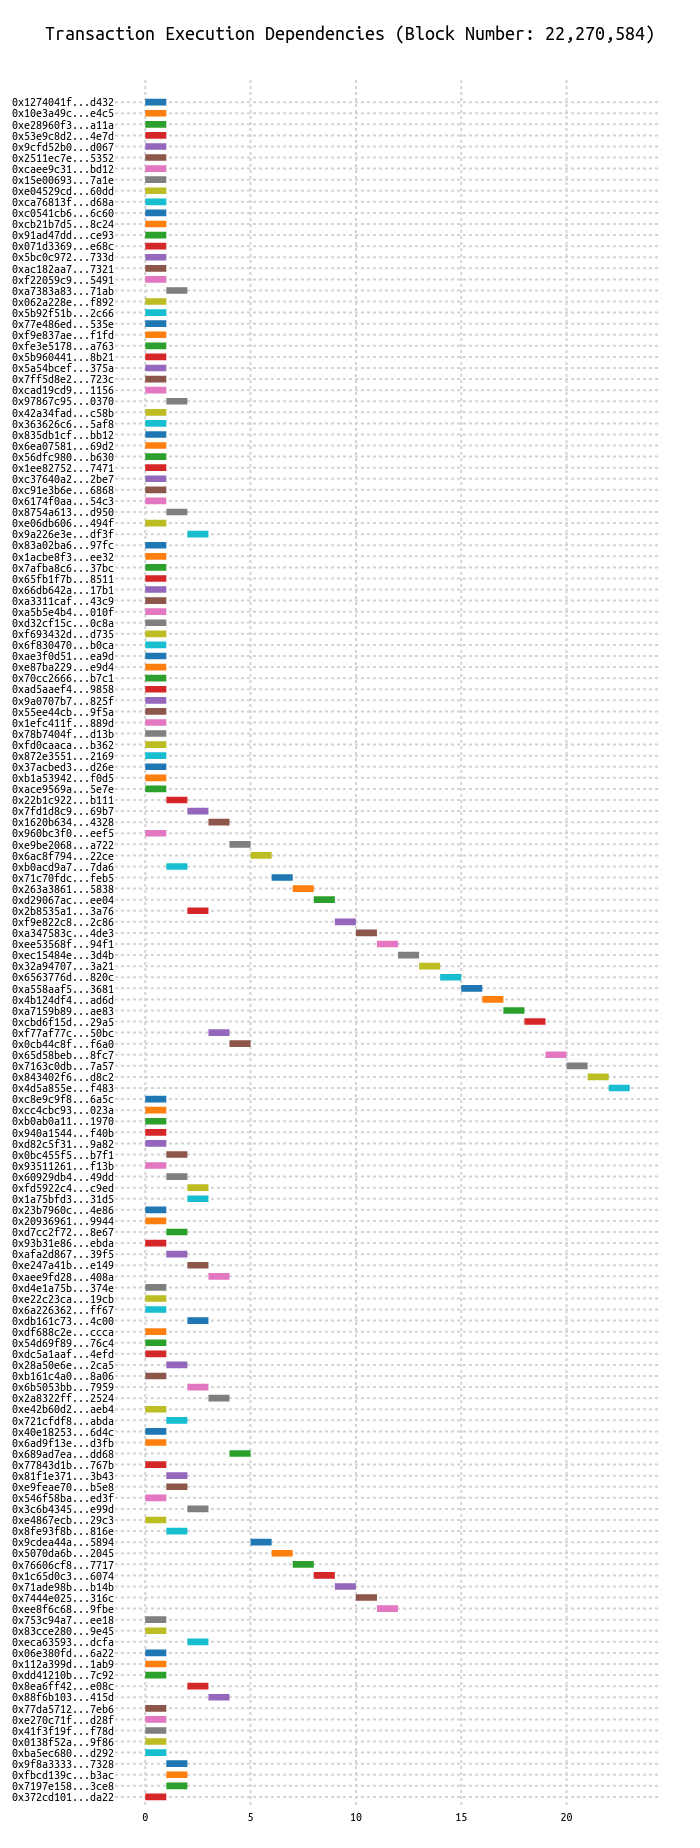 Transaction Execution Dependencies (Block Number: 22,270,584)
0x1274041f...d432
0x10e3a49c...e4c5
0xe28960f3...a11a
0x53e9c8d2...4e7d
0x9cfd52b0...d067
0x2511ec7e...5352
0xcaee9c31...bd12
0x15e00693...7a1e
0xe04529cd...60dd
0xca76813f...d68a
0xc0541cb6...6c60
0xcb21b7d5...8c24
0x91ad47dd...ce93
0x071d3369...e68c
0x5bc0c972...733d
0xac182aa7...7321
0xf22059c9...5491
0xa7383a83...71ab
0x062a228e...f892
0x5b92f51b...2c66
0x77e486ed...535e
0xf9e837ae...f1fd
0xfe3e5178...a763
0x5b960441...8b21
0x5a54bcef...375a
0x7ff5d8e2...723c
0xcad19cd9...1156
0x97867c95...0370
0x42a34fad...c58b
0x363626c6...5af8
0x835db1cf...bb12
0x6ea07581...69d2
0x56dfc980...b630
0x1ee82752...7471
0xc37640a2...2be7
0xc91e3b6e...6868
0x6174f0aa...54c3
0x8754a613...d950
0xe06db606...494f
0x9a226e3e...df3f
0x83a02ba6...97fc
0x1acbe8f3...ee32
0x7afba8c6...37bc
0x65fb1f7b...8511
0x66db642a...17b1
0xa3311caf...43c9
0xa5b5e4b4...010f
0xd32cf15c...0c8a
0xf693432d...d735
0x6f830470...b0ca
0xae3f0d51...ea9d
0xe87ba229...e9d4
0x70cc2666...b7c1
0xad5aaef4...9858
0x9a0707b7...825f
0x55ee44cb...9f5a
0x1efc411f...889d
0x78b7404f...d13b
0xfd0caaca...b362
0x872e3551...2169
0x37acbed3...d26e
0xb1a53942...f0d5
0xace9569a...5e7e
0x22b1c922...b111
0x7fd1d8c9...69b7
0x1620b634...4328
0x960bc3f0...eef5
0xe9be2068...a722
0x6ac8f794...22ce
0xb0acd9a7...7da6
0x71c70fdc...feb5
0x263a3861...5838
0xd29067ac...ee04
0x2b8535a1...3a76
0xf9e822c8...2c86
0xa347583c...4de3
0xee53568f...94f1
0xec15484e...3d4b
0x32a94707...3a21
0x6563776d...820c
0xa558aaf5...3681
0x4b124df4...ad6d
0xa7159b89...ae83
0xcbd6f15d...29a5
0xf77af77c...50bc
0x0cb44c8f...f6a0
0x65d58beb...8fc7
0x7163c0db...7a57
0x843402f6...d8c2
0x4d5a855e...f483
0xc8e9c9f8...6a5c
0xcc4cbc93...023a
0xb0ab0a11...1970
0x940a1544...f40b
0xd82c5f31...9a82
0x0bc455f5...b7f1
0x93511261...f13b
0x60929db4...49dd
0xfd5922c4...c9ed
0x1a75bfd3...31d5
0x23b7960c...4e86
0x20936961...9944
0xd7cc2f72...8e67
0x93b31e86...ebda
0xafa2d867...39f5
0xe247a41b...e149
0xaee9fd28...408a
0xd4e1a75b...374e
0xe22c23ca...19cb
0x6a226362...ff67
0xdb161c73...4c00
0xdf688c2e...ccca
0x54d69f89...76c4
0xdc5a1aaf...4efd
0x28a50e6e...2ca5
0xb161c4a0...8a06
0x6b5053bb...7959
0x2a8322ff...2524
0xe42b60d2...aeb4
0x721cfdf8...abda
0x40e18253...6d4c
0x6ad9f13e...d3fb
0x689ad7ea...dd68
0x77843d1b...767b
0x81f1e371...3b43
0xe9feae70...b5e8
0x546f58ba...ed3f
0x3c6b4345...e99d
0xe4867ecb...29c3
0x8fe93f8b...816e
0x9cdea44a...5894
0x5070da6b...2045
0x76606cf8...7717
0x1c65d0c3...6074
0x71ade98b...b14b
0x7444e025...316c
0xee8f6c68...9fbe
0x753c94a7...ee18
0x83cce280...9e45
0xeca63593...dcfa
0x06e380fd...6a22
0x112a399d...1ab9
0xdd41210b...7c92
0x8ea6ff42...e08c
0x88f6b103...415d
0x77da5712...7eb6
0xe270c71f...d28f
0x41f3f19f...f78d
0x0138f52a...9f86
0xba5ec680...d292
0x9f8a3333...7328
0xfbcd139c...b3ac
0x7197e158...3ce8
0x372cd101...da22
0 5 10 15 20